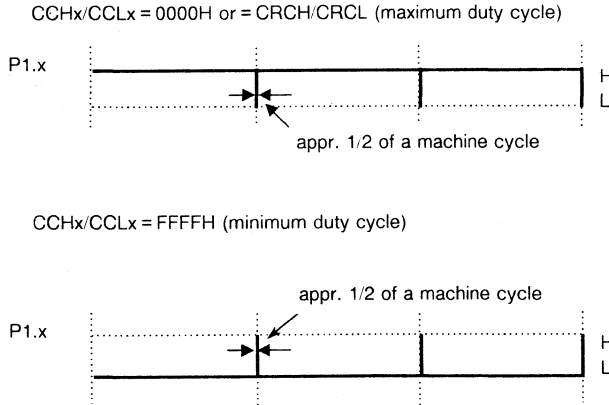 CCHx/CCLx = 0000H or = CRCH/CRCL (maximum duty cycle)
P1.x
H
L
appr. 1/2 of a machine cycle
CCHx/CCLx = FFFFH (minimum duty cycle)
appr. 1/2 of a machine cycle
P1.x
H
L